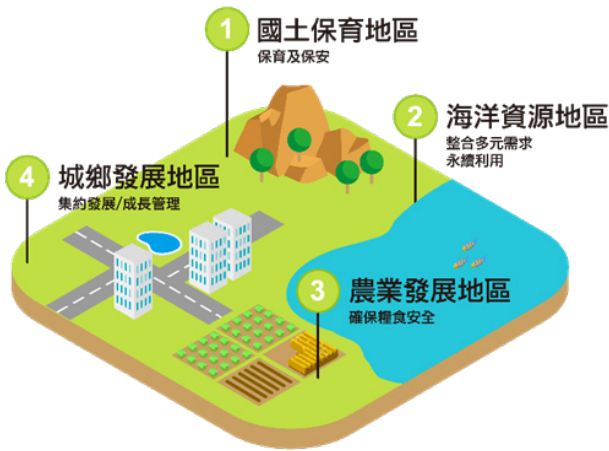 1 國土保育地區
保育及保安
2 海洋資源地區
整合多元需求
永續利用
4 城鄉發展地區
集約發展/成長管理
3 農業發展地區
確保糧食安全